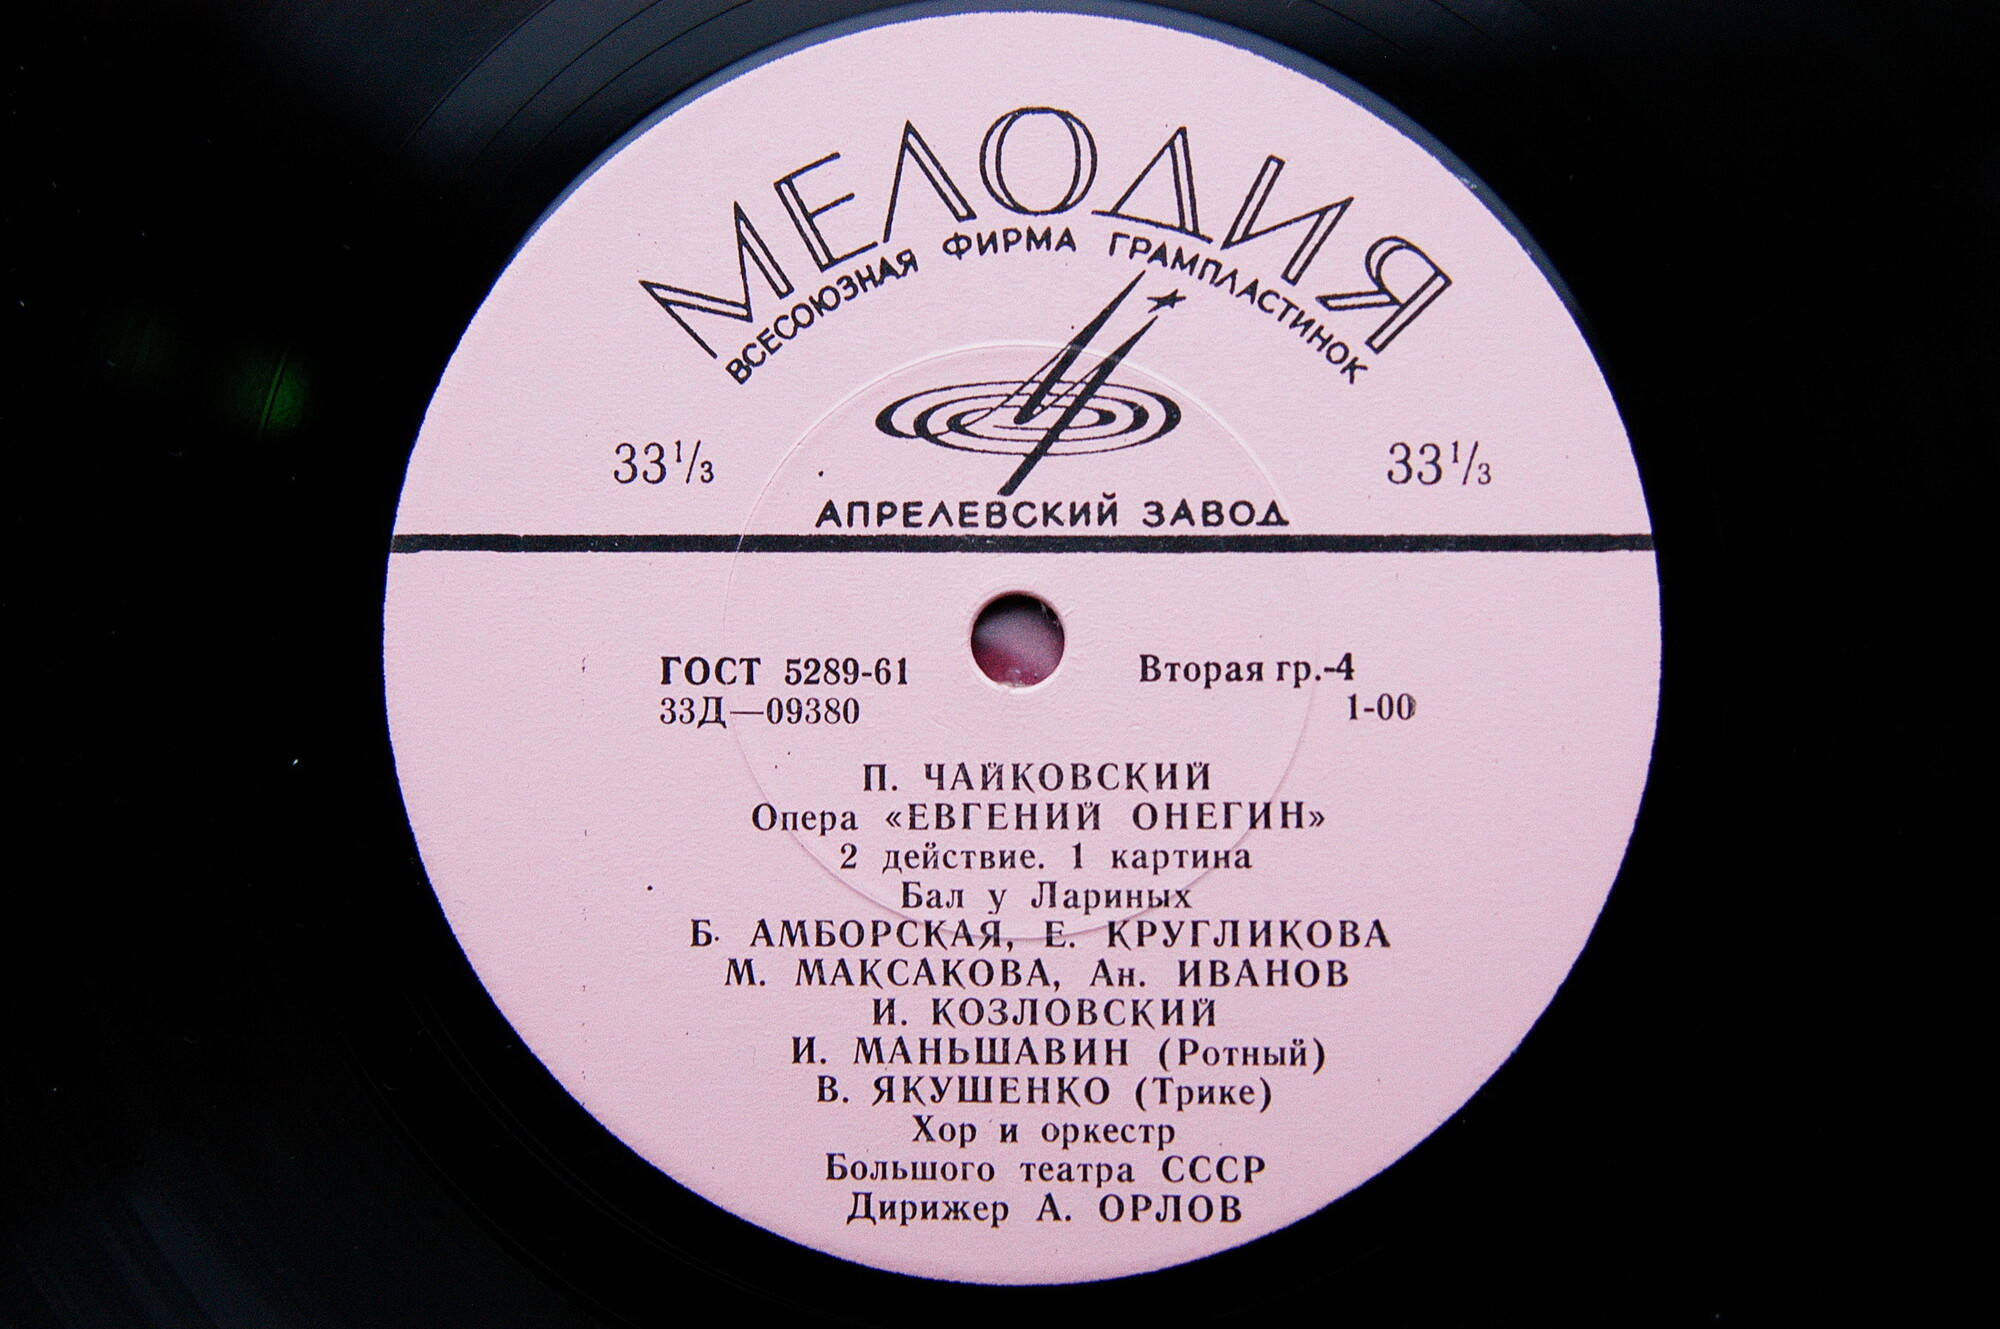 МЕЛОДИЯ
ВСЕСОЮЗНАЯ ФИРМА ГРАМПЛАСТИНОК
33⅓ 33⅓
АПРЕЛЕВСКИЙ ЗАВОД
ГОСТ 5289-61 Вторая гр.-4
33Д—09380 1-00
П. ЧАЙКОВСКИЙ
Опера «ЕВГЕНИЙ ОНЕГИН»
2 действие. 1 картина
Бал у Лариных
Б. АМБОРСКАЯ, Е. КРУГЛИКОВА
М. МАКСАКОВА, Ан. ИВАНОВ
И. КОЗЛОВСКИЙ
И. МАНЬШАВИН (Ротный)
В. ЯКУШЕНКО (Трике)
Хор и оркестр
Большого театра СССР
Дирижер А. ОРЛОВ